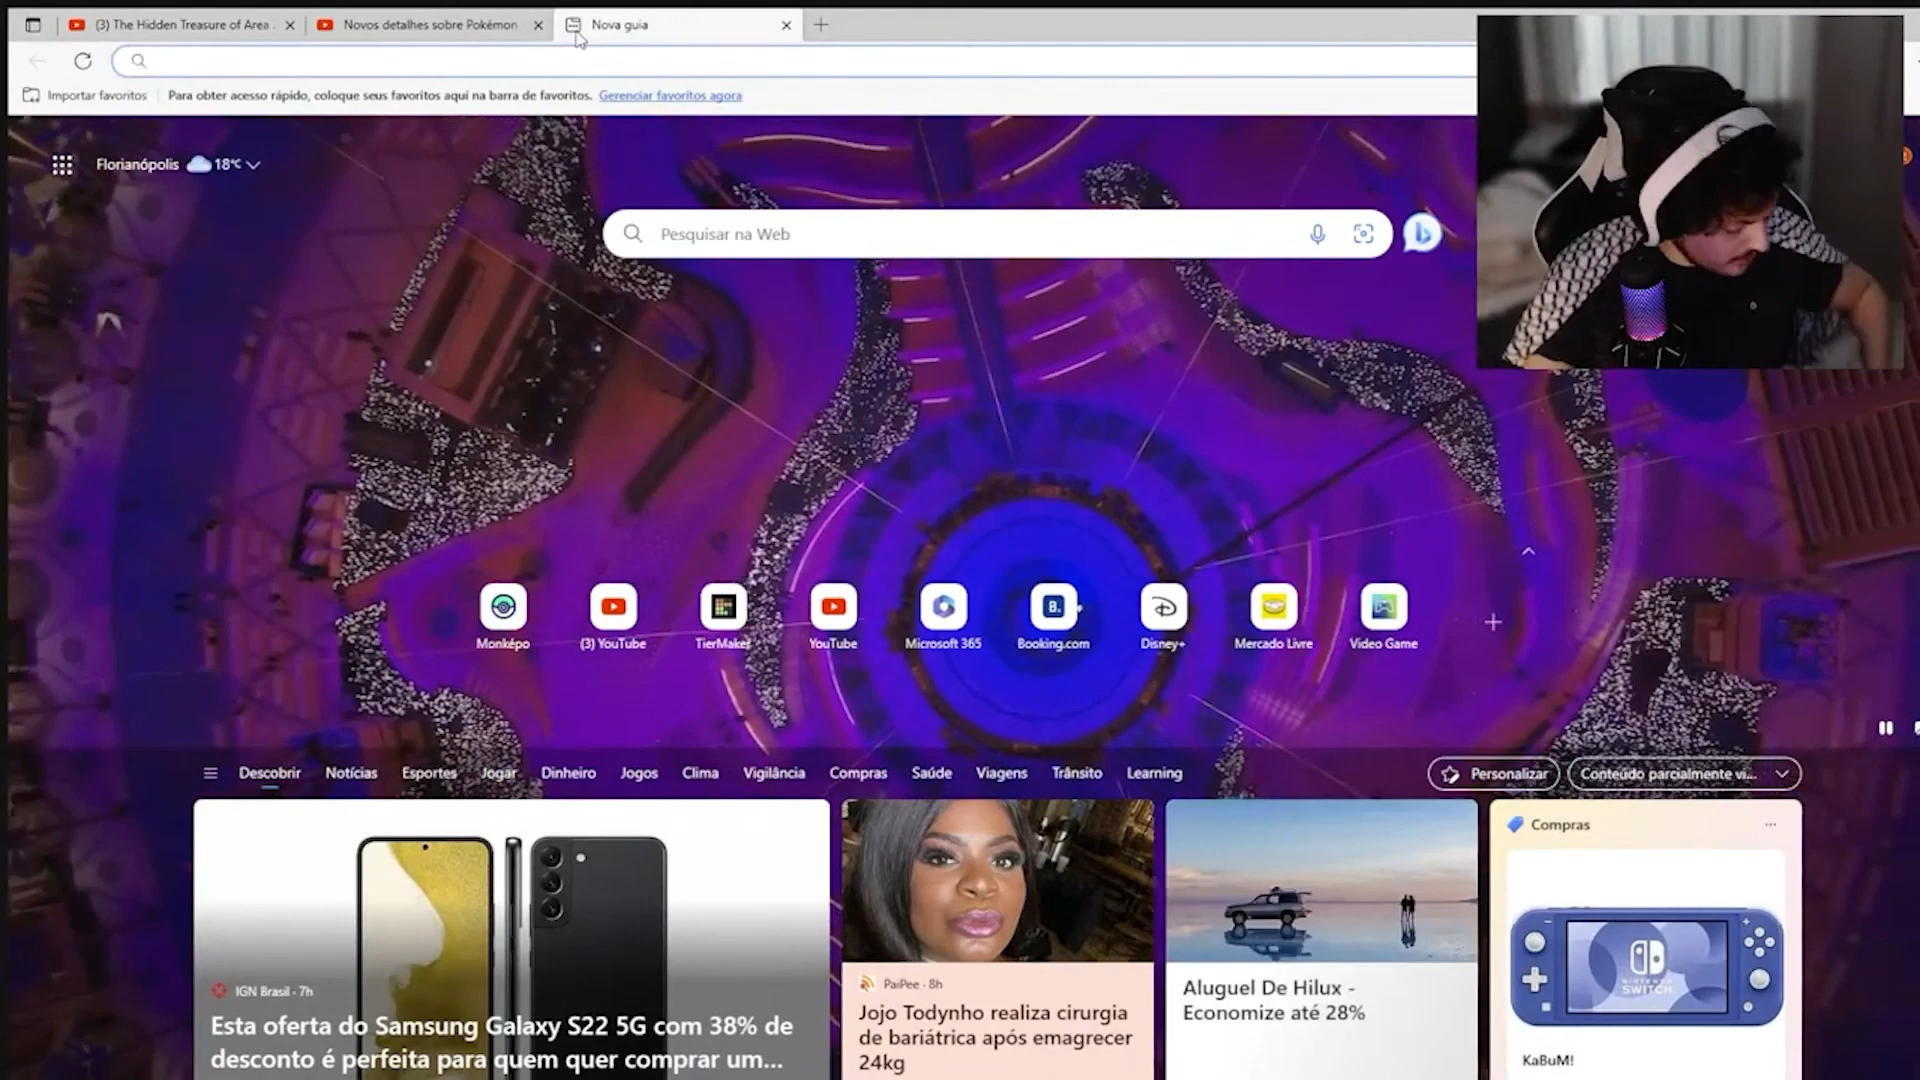 (3) The Hidden Treasure of Area
Novos detalhes sobre Pokémon
Nova guia
Importar favoritos
Para obter acesso rápido, coloque seus favoritos aqui na barra de favoritos. Gerenciar favoritos agora
Florianópolis 18°C
Pesquisar na Web
Monképo
(3) YouTube
TierMaker
YouTube
Microsoft 365
B.
Booking.com
Disney+
Mercado Livre
Video Game
Descobrir
Notícias
Esportes
Jogar
Dinheiro
Jogos
Clima
Vigilância
Compras
Saúde
Viagens
Trânsito
Learning
Personalizar
Conteúdo parcialmente vi...
IGN Brasil · 7h
Esta oferta do Samsung Galaxy S22 5G com 38% de
desconto é perfeita para quem quer comprar um...
PaiPee · 8h
Jojo Todynho realiza cirurgia
de bariátrica após emagrecer
24kg
Aluguel De Hilux -
Economize até 28%
Compras
NINTENDO
SWITCH
KaBuM!